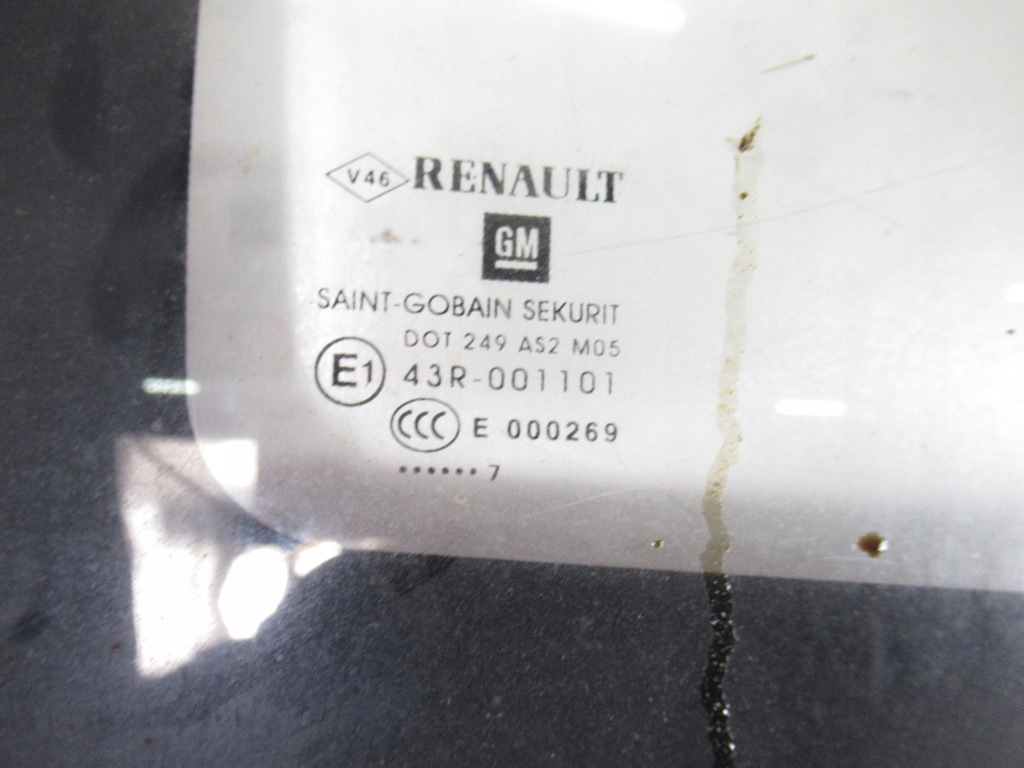 V46 RENAULT
GM
SAINT-GOBAIN SEKURIT
DOT 249 AS2 M05
E1 43R-001101
CCC E 000269
•••••• 7